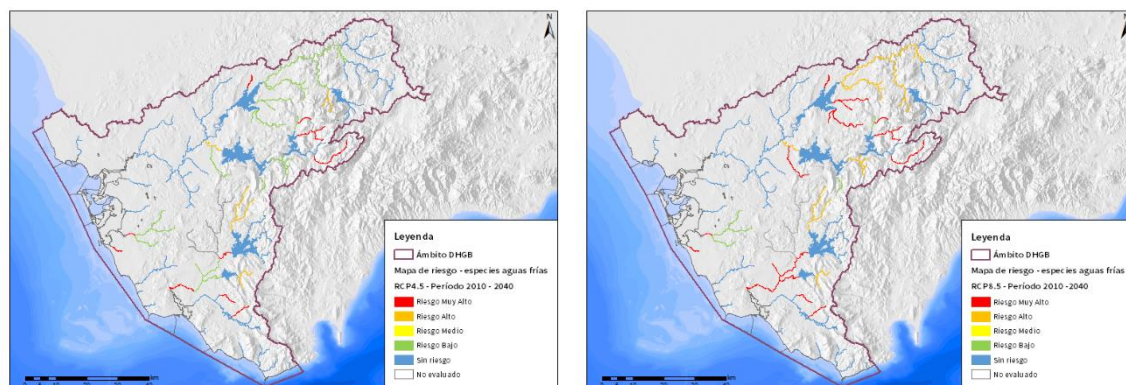 N
Leyenda
Ámbito DHGB
Mapa de riesgo - especies aguas frías
RCP4.5 - Período 2010 - 2040
Riesgo Muy Alto
Riesgo Alto
Riesgo Medio
Riesgo Bajo
Sin riesgo
No evaluado
N
Leyenda
Ámbito DHGB
Mapa de riesgo - especies aguas frías
RCP8.5 - Período 2010 -2040
Riesgo Muy Alto
Riesgo Alto
Riesgo Medio
Riesgo Bajo
Sin riesgo
No evaluado